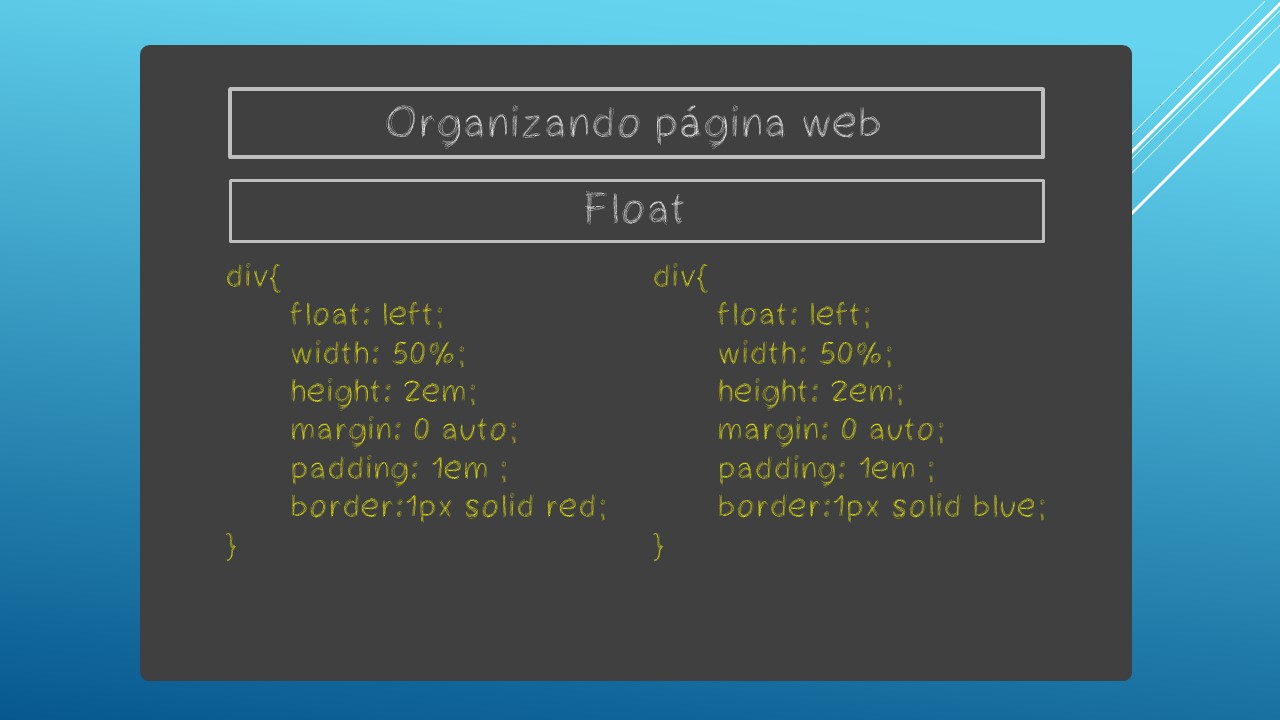 Organizando página web
Float
div{
float: left;
width: 50%;
height: 2em;
margin: 0 auto;
padding: 1em ;
border:1px solid red;
}
div{
float: left;
width: 50%;
height: 2em;
margin: 0 auto;
padding: 1em ;
border:1px solid blue;
}